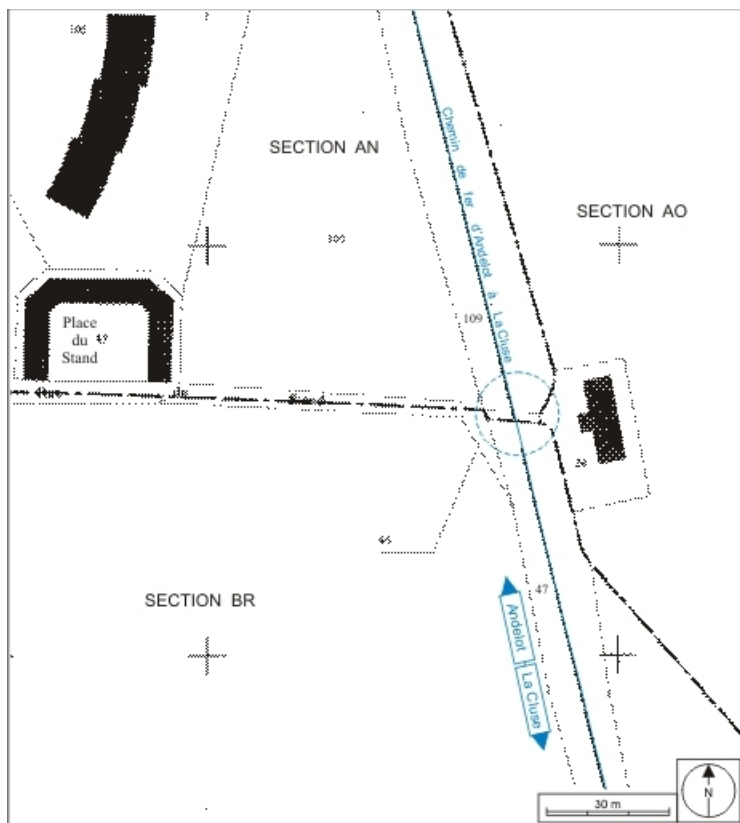 SECTION AN
SECTION AO
Chemin de fer d'Andelot à La Cluse
109
Place
du
Stand
SECTION BR
47
Andelot
La Cluse
30 m
N